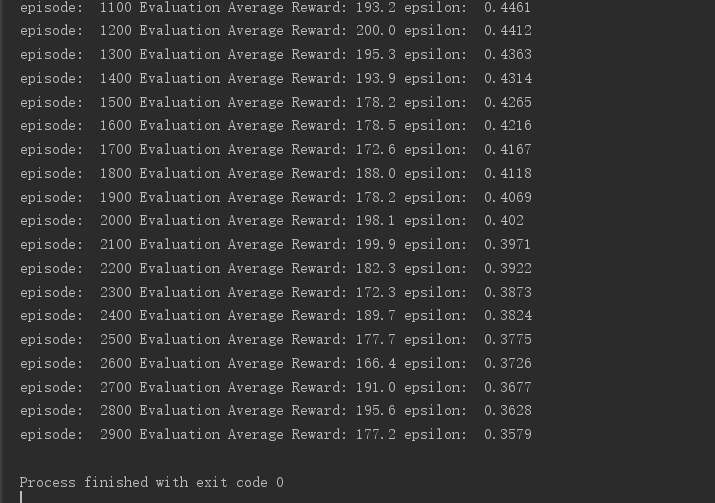 episode:  1100 Evaluation Average Reward: 193.2 epsilon:  0.4461
episode:  1200 Evaluation Average Reward: 200.0 epsilon:  0.4412
episode:  1300 Evaluation Average Reward: 195.3 epsilon:  0.4363
episode:  1400 Evaluation Average Reward: 193.9 epsilon:  0.4314
episode:  1500 Evaluation Average Reward: 178.2 epsilon:  0.4265
episode:  1600 Evaluation Average Reward: 178.5 epsilon:  0.4216
episode:  1700 Evaluation Average Reward: 172.6 epsilon:  0.4167
episode:  1800 Evaluation Average Reward: 188.0 epsilon:  0.4118
episode:  1900 Evaluation Average Reward: 178.2 epsilon:  0.4069
episode:  2000 Evaluation Average Reward: 198.1 epsilon:  0.402
episode:  2100 Evaluation Average Reward: 199.9 epsilon:  0.3971
episode:  2200 Evaluation Average Reward: 182.3 epsilon:  0.3922
episode:  2300 Evaluation Average Reward: 172.3 epsilon:  0.3873
episode:  2400 Evaluation Average Reward: 189.7 epsilon:  0.3824
episode:  2500 Evaluation Average Reward: 177.7 epsilon:  0.3775
episode:  2600 Evaluation Average Reward: 166.4 epsilon:  0.3726
episode:  2700 Evaluation Average Reward: 191.0 epsilon:  0.3677
episode:  2800 Evaluation Average Reward: 195.6 epsilon:  0.3628
episode:  2900 Evaluation Average Reward: 177.2 epsilon:  0.3579
Process finished with exit code 0